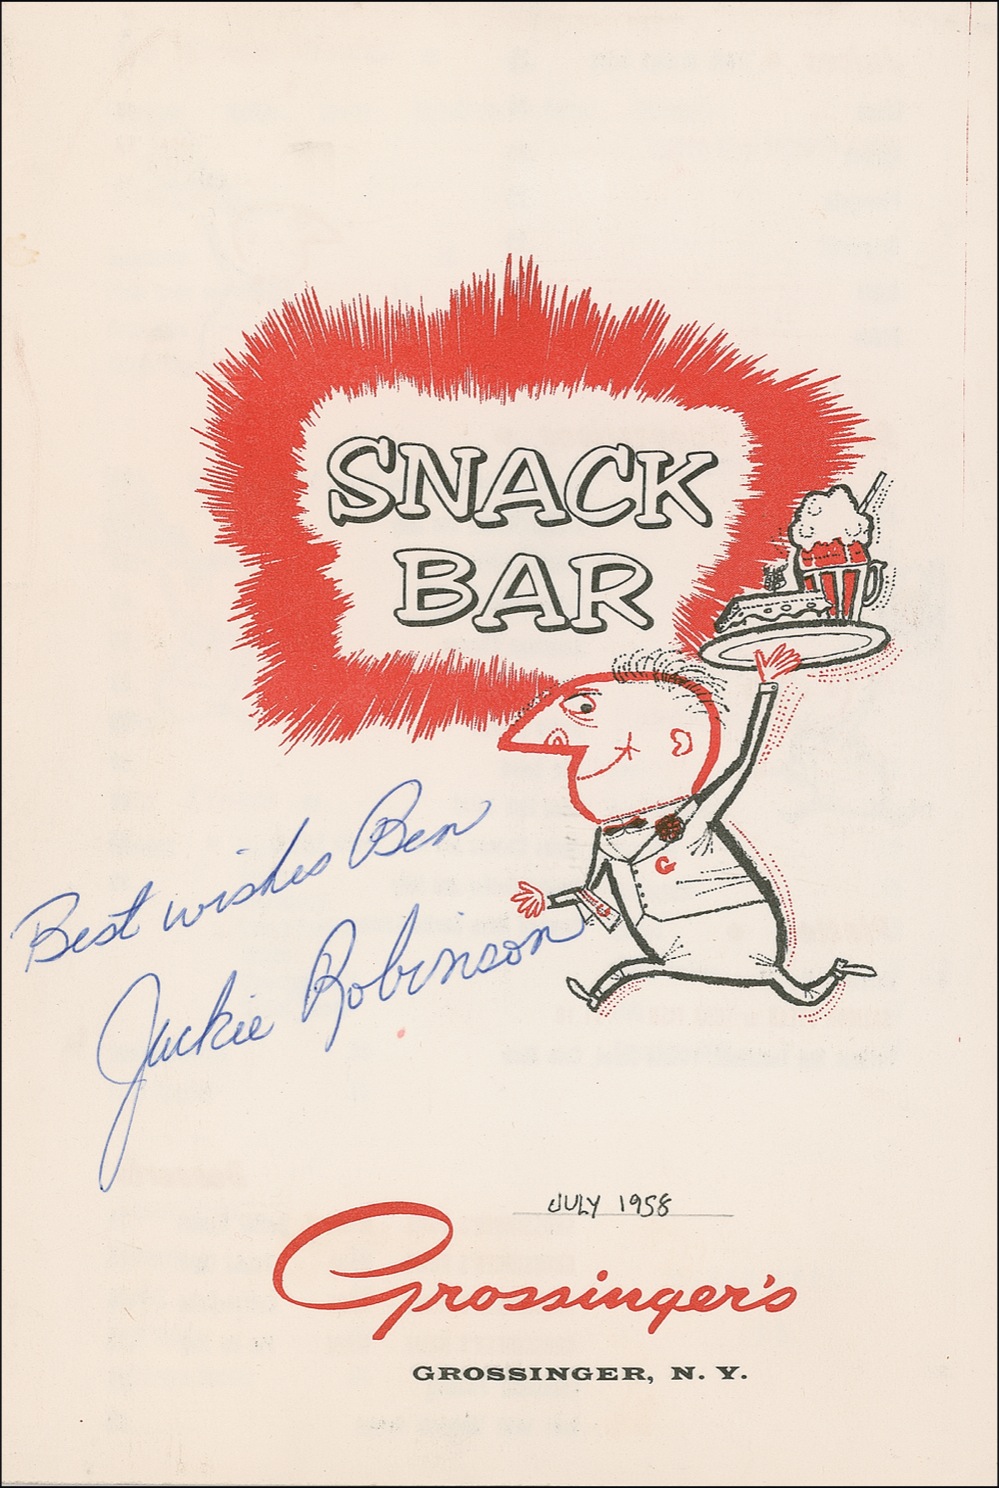 SNACK
BAR
Best wishes Ben
Jackie Robinson
JULY 1958
Grossinger's
GROSSINGER, N. Y.